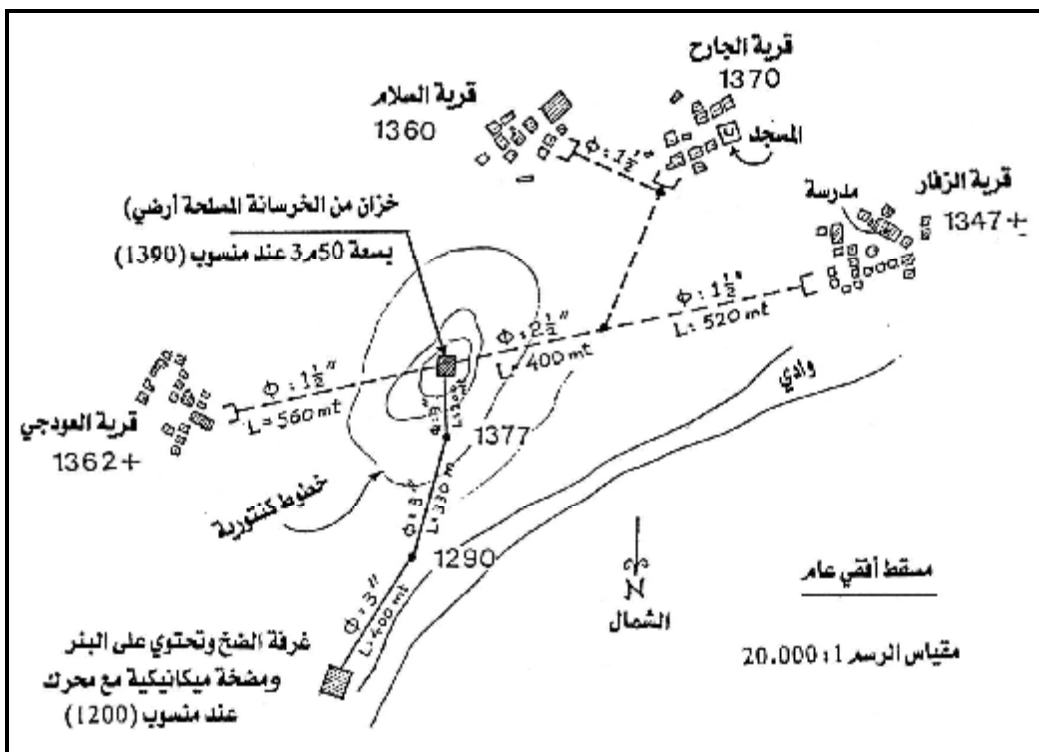 قرية الجارح
1370
قرية السلام
1360
المسجد
Φ: 1½"
قرية الزفار
1347+
مدرسة
خزان من الخرسانة المسلحة أرضي)
بسعة 50م3 عند منسوب (1390)
Φ: 1½"
L: 520 mt
Φ: 2½"
L= 400 mt
Φ: 1½"
L= 560 mt
قرية العودجي
1362+
وادي
Φ: 3"
1377
خطوط كنتورية
Φ: 3"
L= 330 m
1290
Φ: 3"
L: 400 mt
N
الشمال
مسقط أفقي عام
مقياس الرسم 1: 20.000
غرفة الضخ وتحتوي على البئر
ومضخة ميكانيكية مع محرك
عند منسوب (1200)